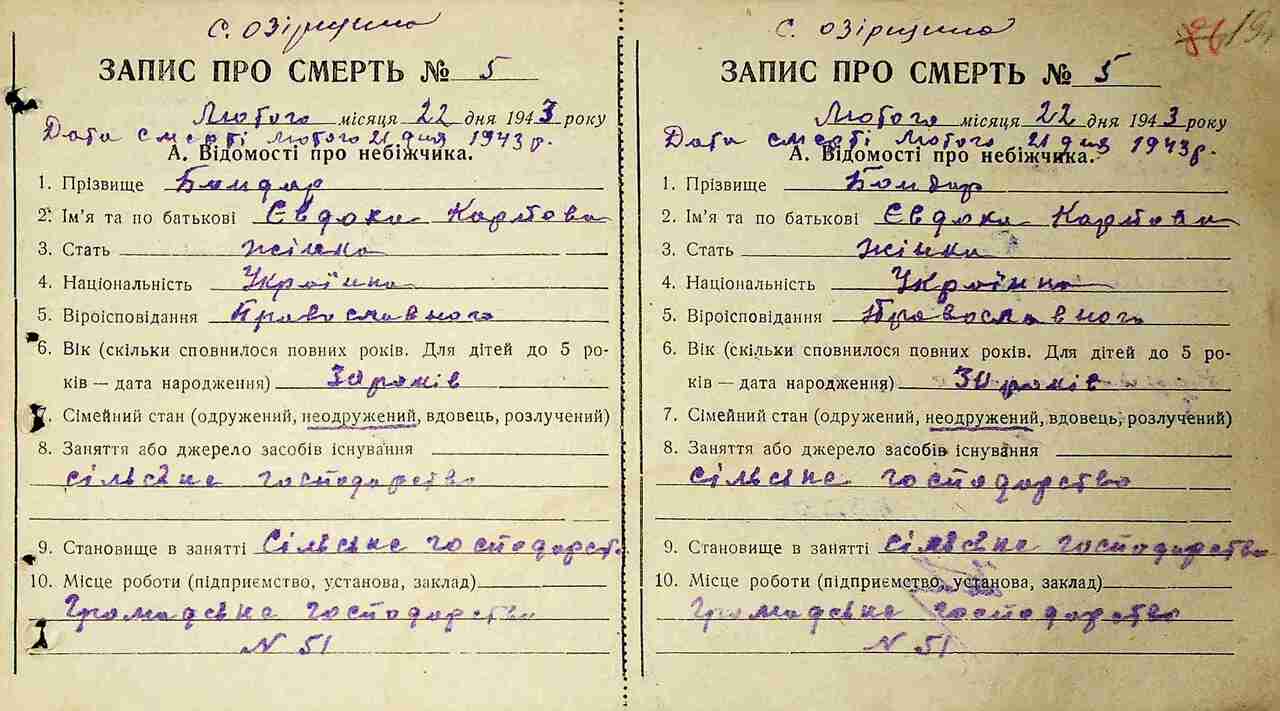 с. Озірщина
ЗАПИС ПРО СМЕРТЬ № 5
Лютого місяця 22 дня 1943 року
Дата смерті лютого 21 дня 1943 р.
А. Відомості про небіжчика.
1. Прізвище Бондар
2. Ім'я та по батькові Євдоки Карпова
3. Стать жінка
4. Національність Українка
5. Віроісповідання Православного
6. Вік (скільки сповнилося повних років. Для дітей до 5 ро-
ків — дата народження) 30 років
7. Сімейний стан (одружений, неодружений, вдовець, розлучений)
8. Заняття або джерело засобів існування
сільське господарство
9. Становище в занятті Сільське господарст.
10. Місце роботи (підприємство, установа, заклад)
Громадське господарство
N 51
с. Озірщина
86 19
ЗАПИС ПРО СМЕРТЬ № 5
Лютого місяця 22 дня 1943 року
Дата смерті лютого 21 дня 1943 р.
А. Відомості про небіжчика.
1. Прізвище Бондар
2. Ім'я та по батькові Євдоки Карпови
3. Стать жінка
4. Національність Українка
5. Віроісповідання Православного
6. Вік (скільки сповнилося повних років. Для дітей до 5 ро-
ків — дата народження) 30 років
7. Сімейний стан (одружений, неодружений, вдовець, розлучений)
8. Заняття або джерело засобів існування
сільське господарство
9. Становище в занятті Сільське господарство
10. Місце роботи (підприємство, установа, заклад)
Громадське господарство
N 51